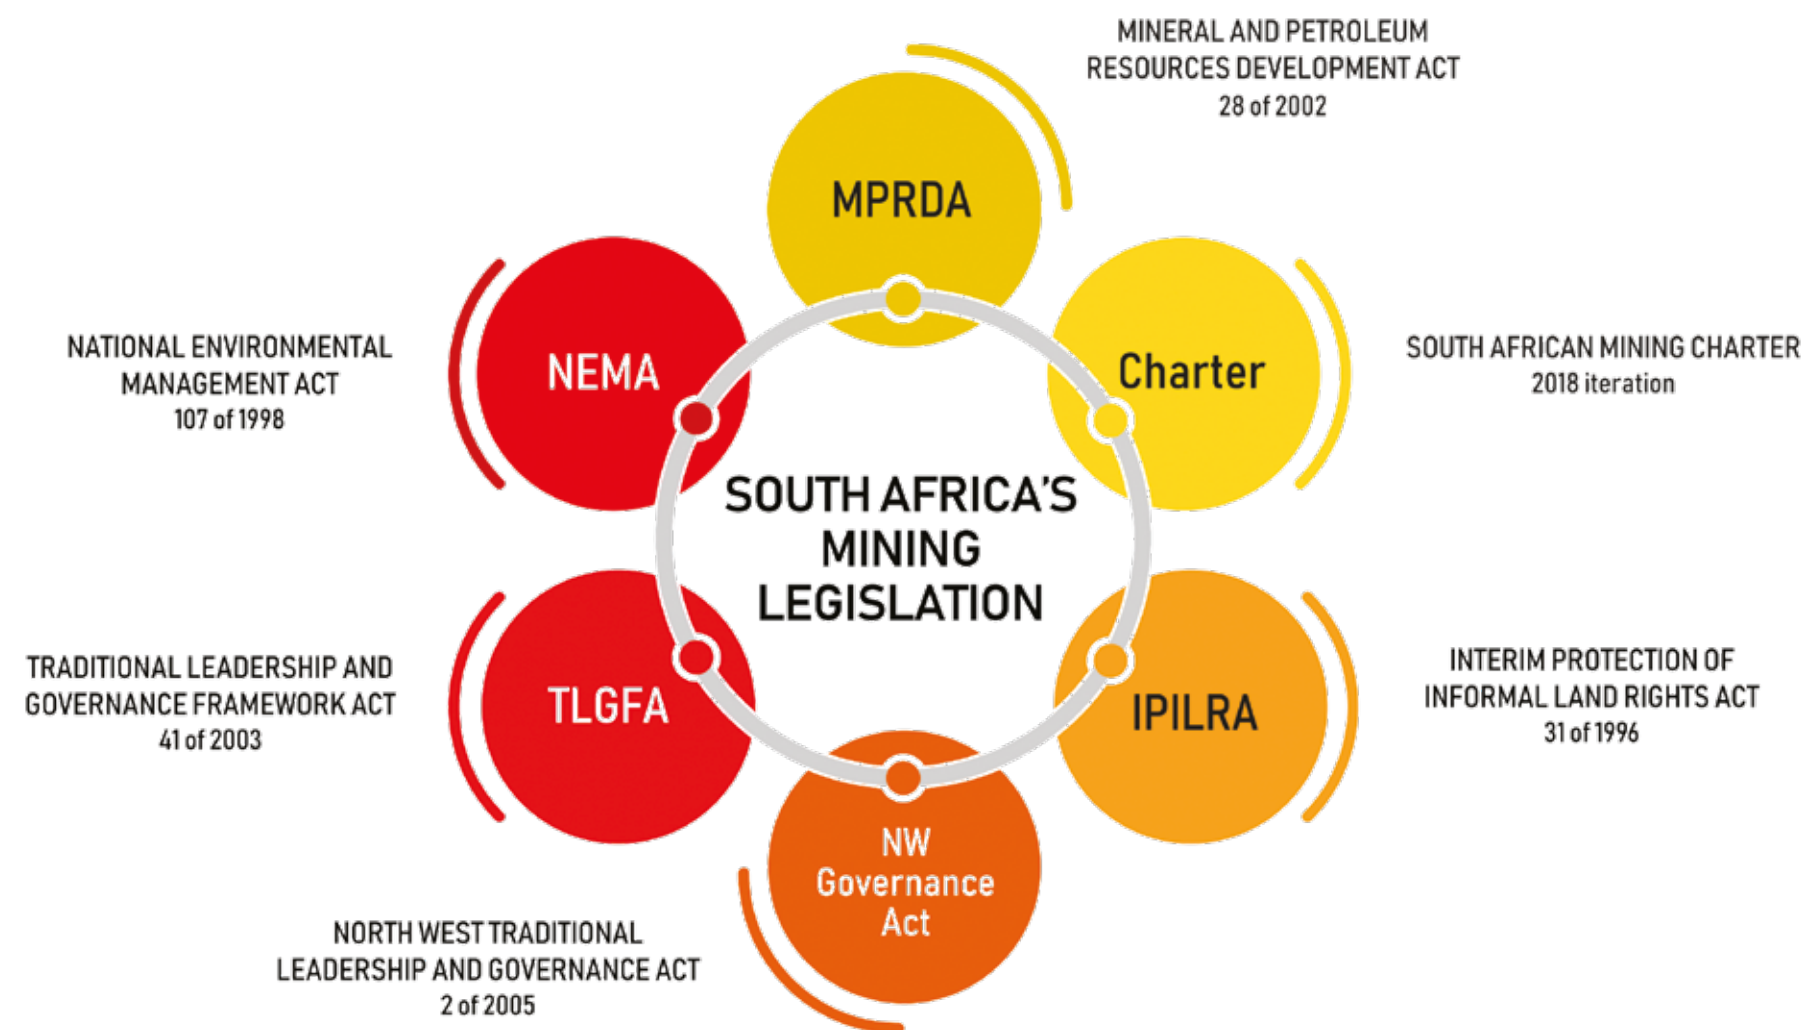 MINERAL AND PETROLEUM
RESOURCES DEVELOPMENT ACT
28 of 2002
MPRDA
NATIONAL ENVIRONMENTAL
MANAGEMENT ACT
107 of 1998
NEMA
Charter
SOUTH AFRICAN MINING CHARTER
2018 iteration
SOUTH AFRICA'S
MINING
LEGISLATION
TRADITIONAL LEADERSHIP AND
GOVERNANCE FRAMEWORK ACT
41 of 2003
TLGFA
IPILRA
INTERIM PROTECTION OF
INFORMAL LAND RIGHTS ACT
31 of 1996
NW
Governance
Act
NORTH WEST TRADITIONAL
LEADERSHIP AND GOVERNANCE ACT
2 of 2005